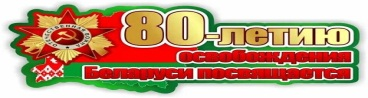 80-летию
освобождения
Беларуси посвящается